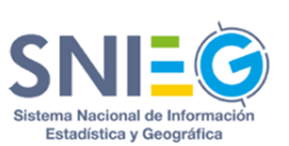 SNIEG
Sistema Nacional de Información
Estadística y Geográfica